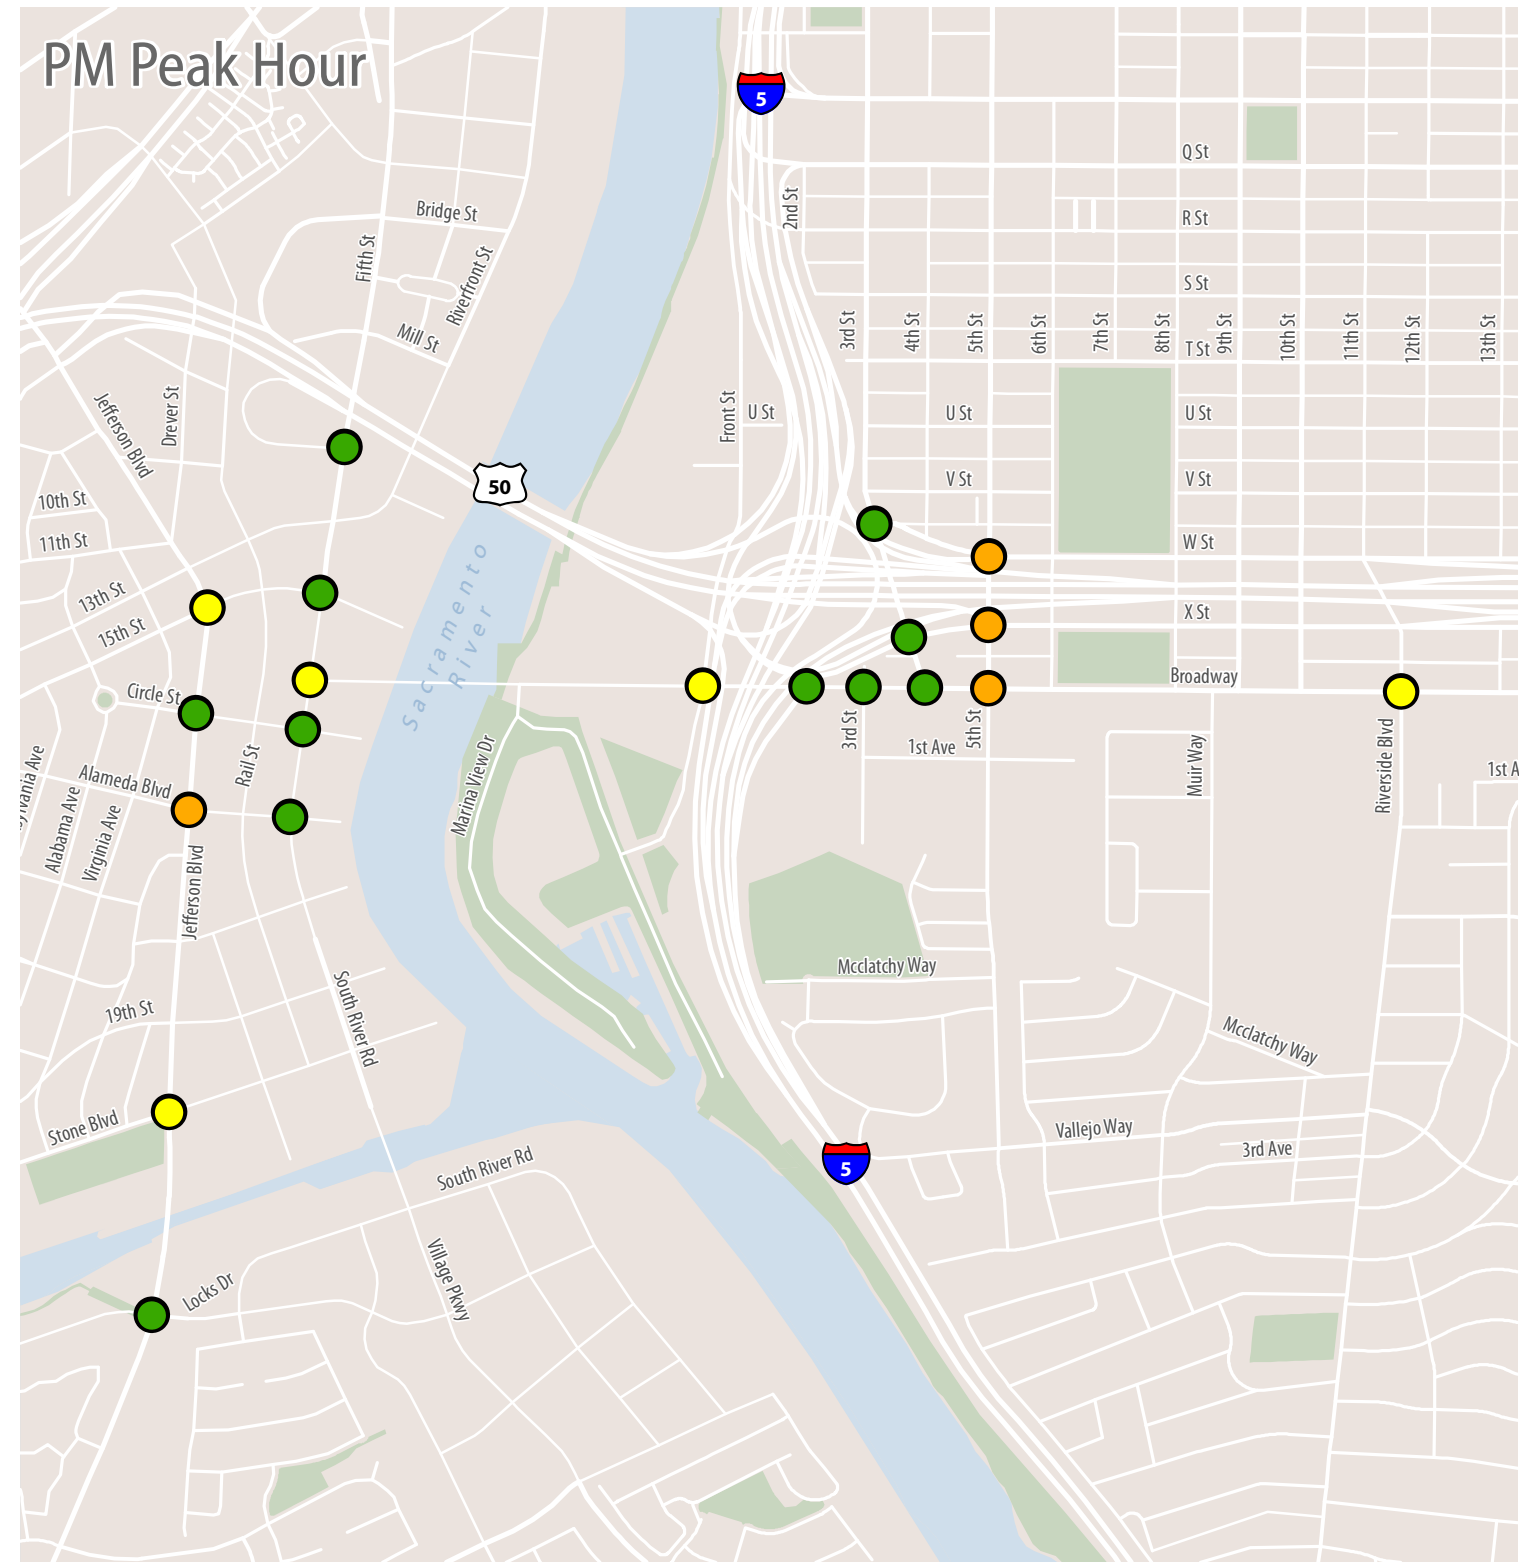 PM Peak Hour
5
Q St
2nd St
Bridge St
R St
Fifth St
Riverfront St
S St
Mill St
3rd St
4th St
5th St
6th St
7th St
8th St
9th St
10th St
11th St
12th St
13th St
T St
Jefferson Blvd
Drever St
Front St
U St
U St
U St
V St
V St
50
10th St
11th St
W St
13th St
15th St
Sacramento
River
X St
Broadway
Circle St
3rd St
5th St
1st Ave
Muir Way
Riverside Blvd
1st A
Rail St
Marina View Dr
ylvania Ave
Alameda Blvd
Alabama Ave
Virginia Ave
Jefferson Blvd
Mcclatchy Way
19th St
South River Rd
Mcclatchy Way
Stone Blvd
Vallejo Way
3rd Ave
5
South River Rd
Village Pkwy
Locks Dr